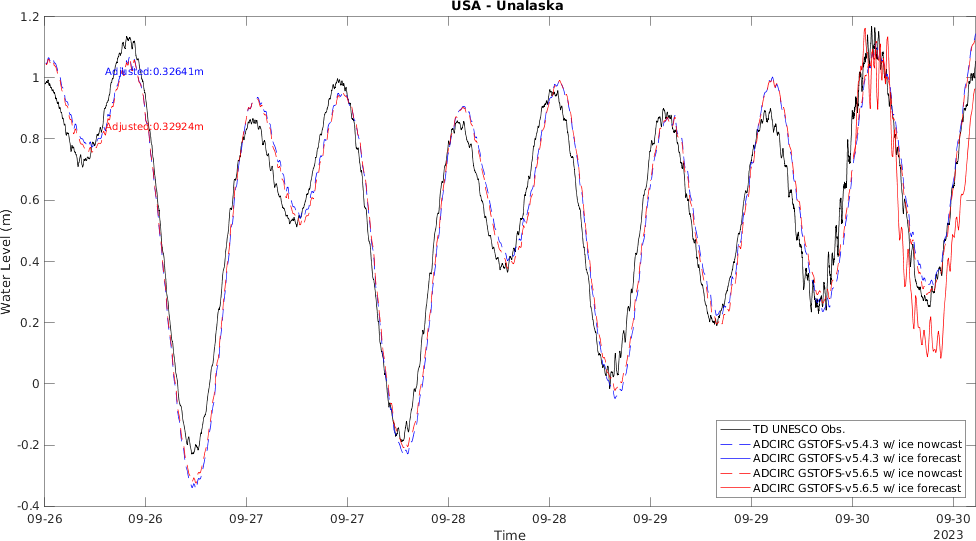 USA - Unalaska
1.2
1
0.8
0.6
0.4
0.2
0
-0.2
-0.4
Water Level (m)
Adjusted:0.32641m
Adjusted:0.32924m
TD UNESCO Obs.
ADCIRC GSTOFS-v5.4.3 w/ ice nowcast
ADCIRC GSTOFS-v5.4.3 w/ ice forecast
ADCIRC GSTOFS-v5.6.5 w/ ice nowcast
ADCIRC GSTOFS-v5.6.5 w/ ice forecast
09-26 09-26 09-27 09-27 09-28 09-28 09-29 09-29 09-30 09-30
2023
Time